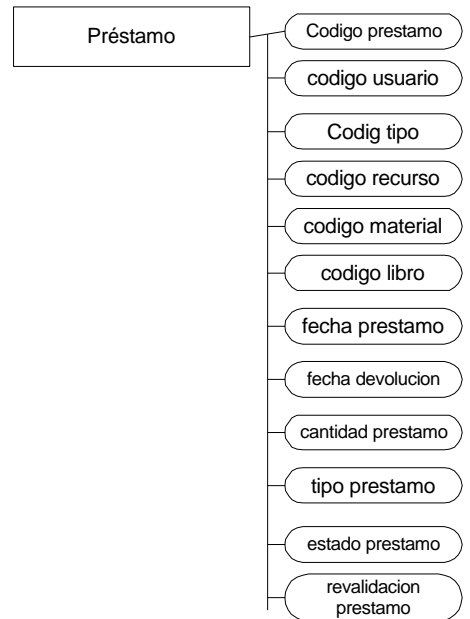 Préstamo
Codigo prestamo
codigo usuario
Codig tipo
codigo recurso
codigo material
codigo libro
fecha prestamo
fecha devolucion
cantidad prestamo
tipo prestamo
estado prestamo
revalidacion
prestamo